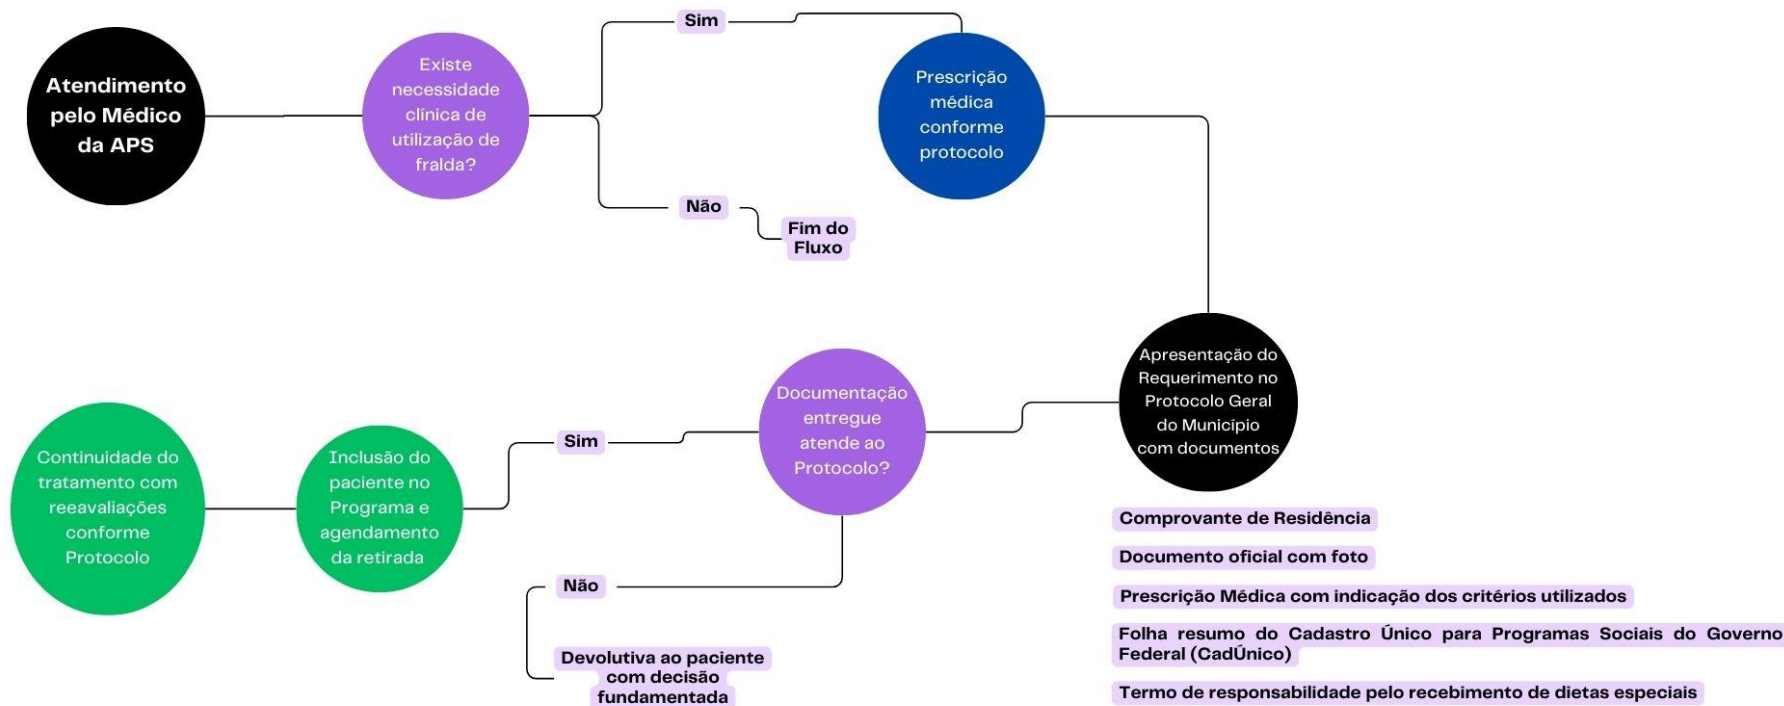 Atendimento
pelo Médico
da APS
Existe
necessidade
clínica de
utilização de
fralda?
Sim
Não
Fim do
Fluxo
Prescrição
médica
conforme
protocolo
Apresentação do
Requerimento no
Protocolo Geral
do Município
com documentos
Comprovante de Residência
Documento oficial com foto
Prescrição Médica com indicação dos critérios utilizados
Folha resumo do Cadastro Único para Programas Sociais do Governo
Federal (CadÚnico)
Termo de responsabilidade pelo recebimento de dietas especiais
Documentação
entregue
atende ao
Protocolo?
Sim
Não
Devolutiva ao paciente
com decisão
fundamentada
Inclusão do
paciente no
Programa e
agendamento
da retirada
Continuidade do
tratamento com
reeavaliações
conforme
Protocolo